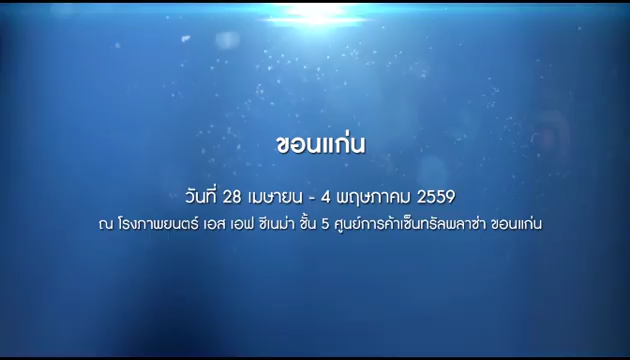 ขอนแก่น
วันที่ 28 เมษายน - 4 พฤษภาคม 2559
ณ โรงภาพยนตร์ เอส เอฟ ซีเนม่า ชั้น 5 ศูนย์การค้าเซ็นทรัลพลาซ่า ขอนแก่น